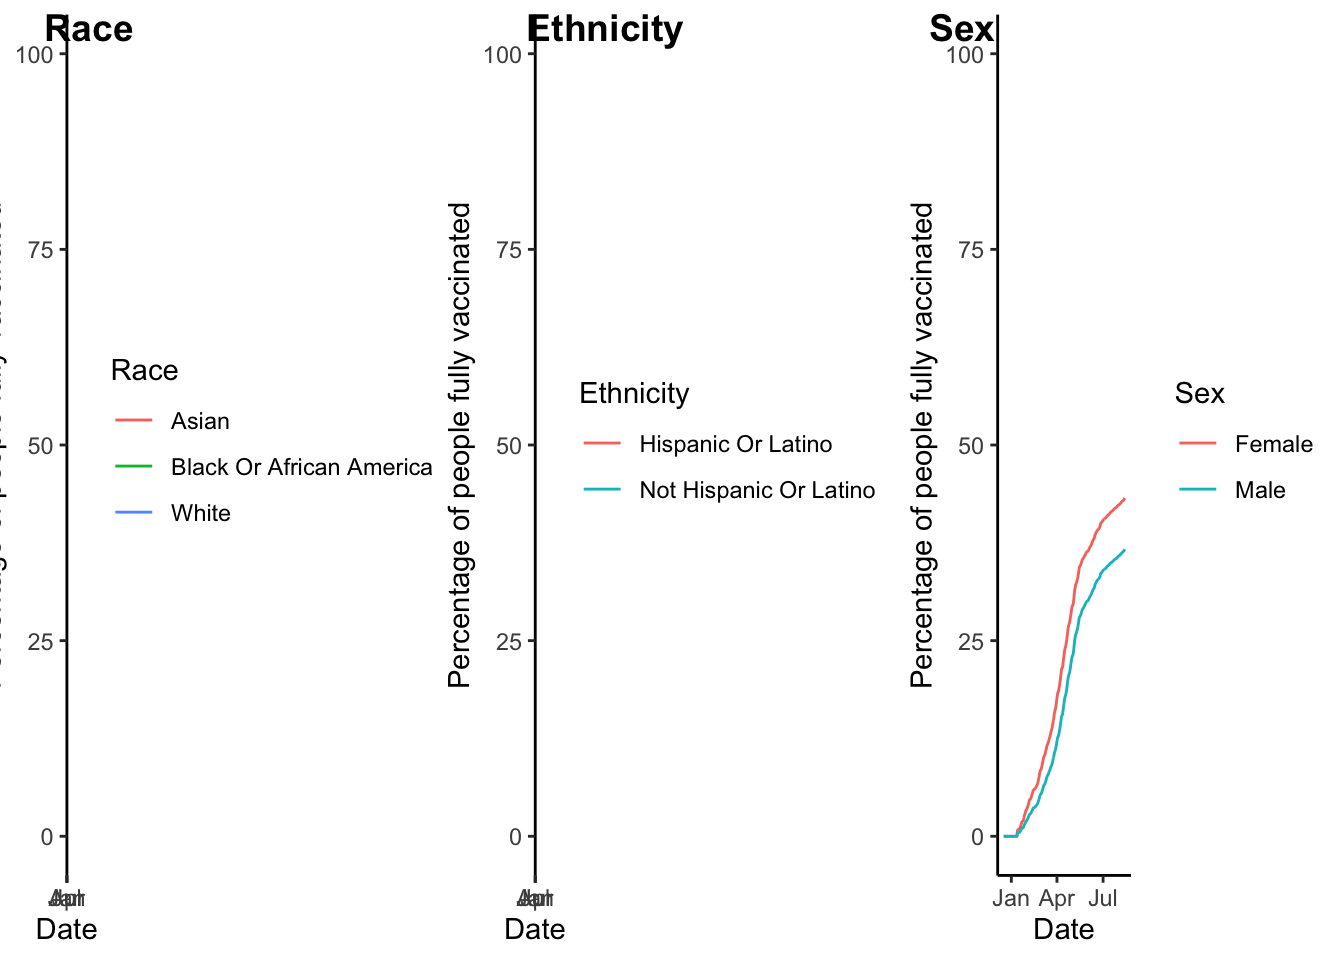 Race
100
75
50
25
0
Date
Race
Asian
Black Or African America
White
Ethnicity
Percentage of people fully vaccinated
100
75
50
25
0
Date
Ethnicity
Hispanic Or Latino
Not Hispanic Or Latino
Sex
Percentage of people fully vaccinated
100
75
50
25
0
Jan Apr Jul
Date
Sex
Female
Male